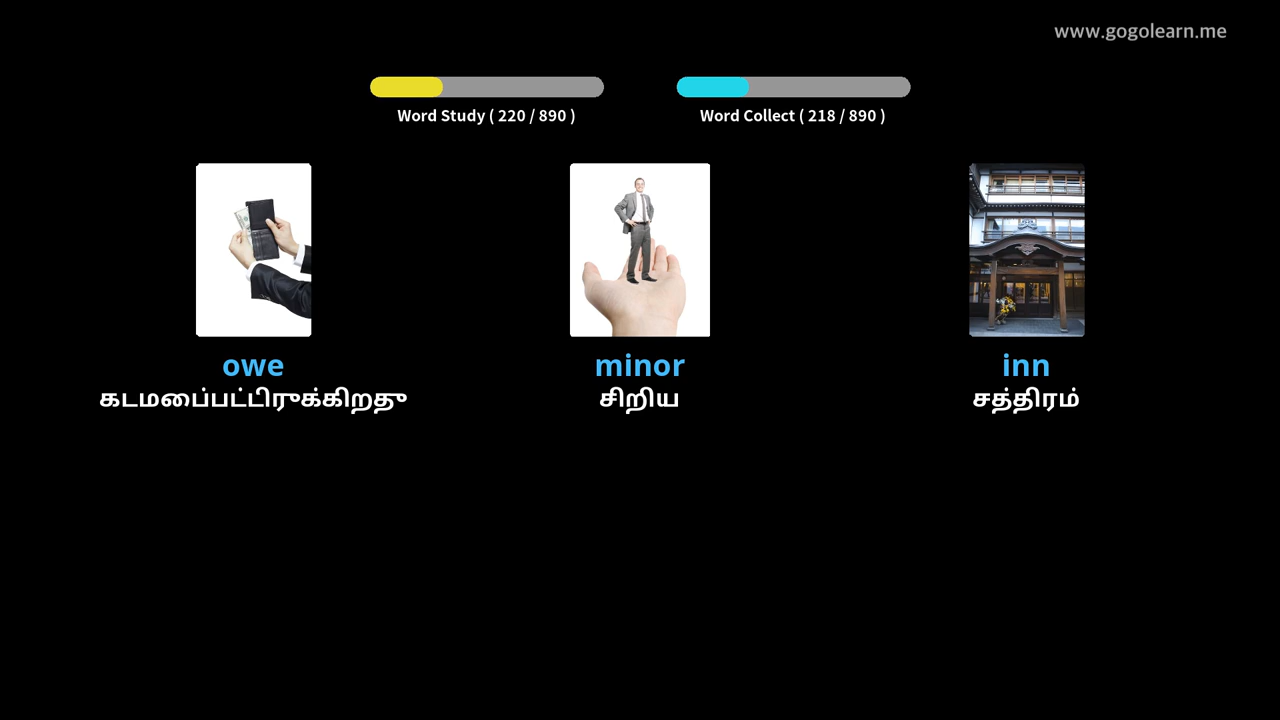 www.gogolearn.me
Word Study ( 220 / 890 )
Word Collect ( 218 / 890 )
owe
minor
inn
கடமைப்பட்டிருக்கிறது
சிறிய
சத்திரம்